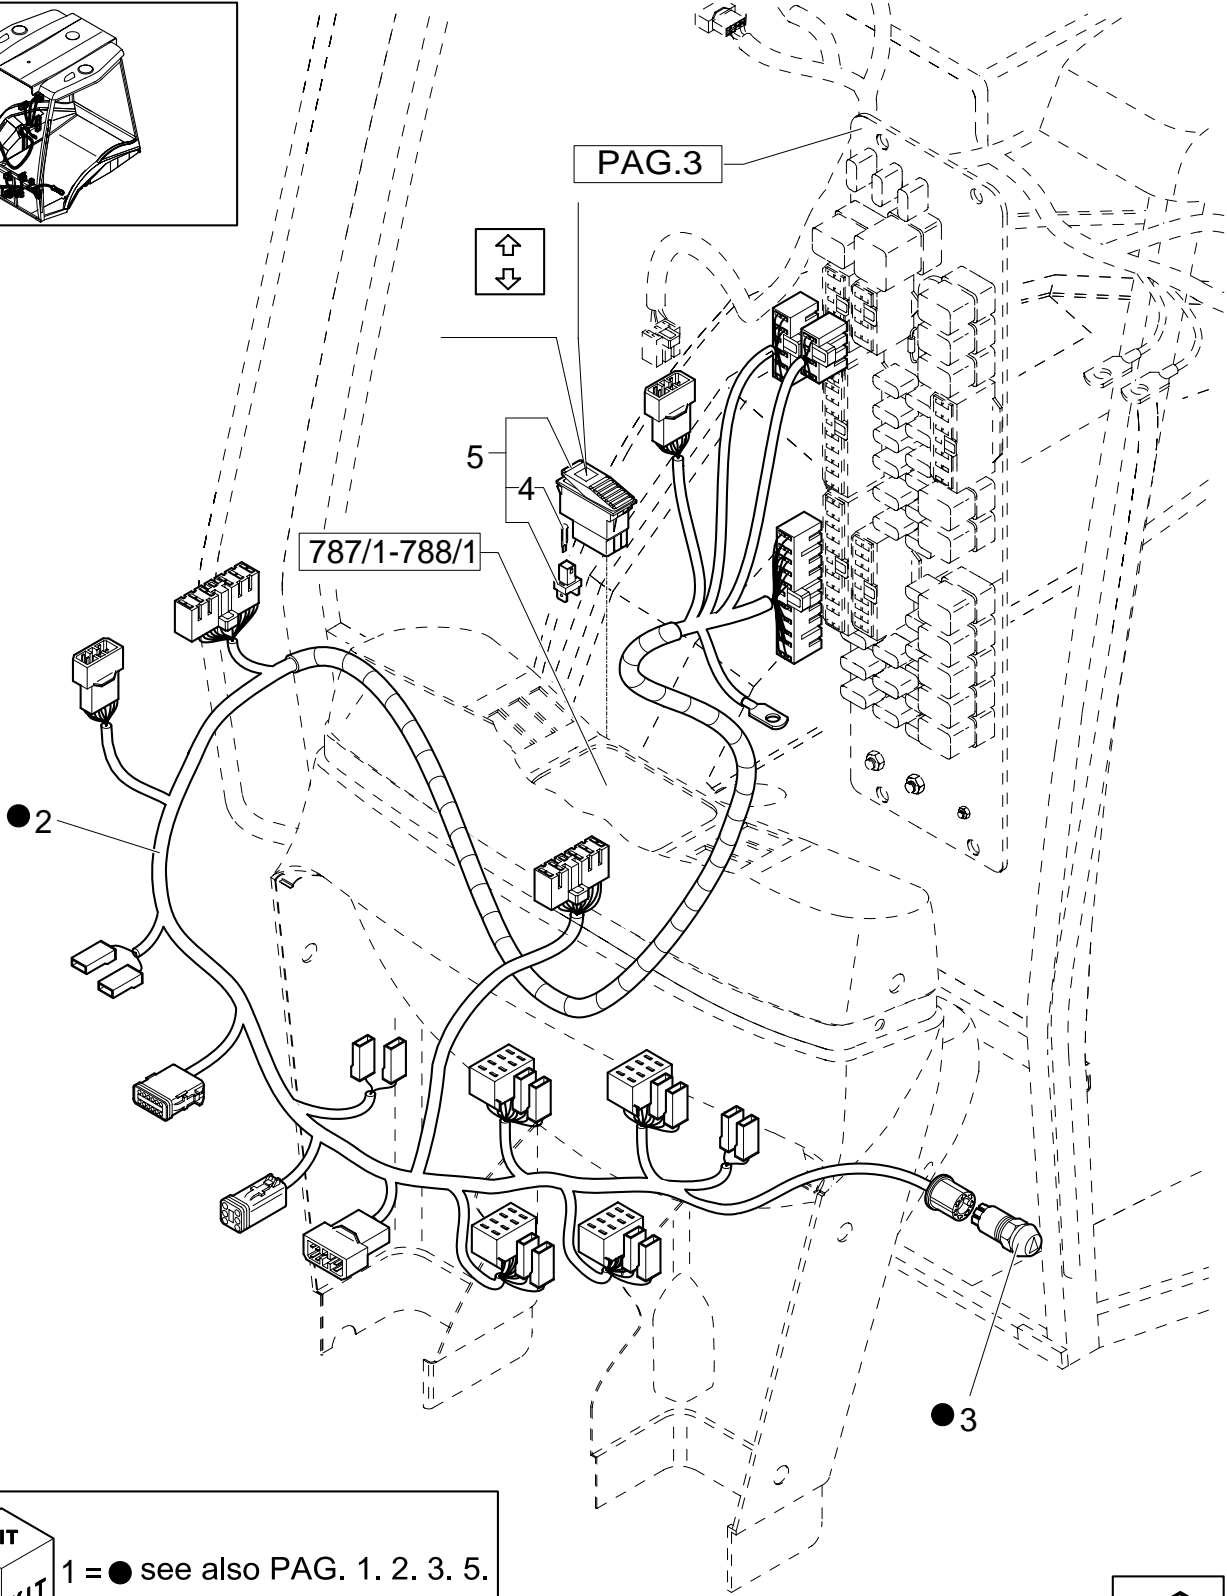 PAG.3
5
4
787/1-788/1
●2
●3
1 = ● see also PAG. 1. 2. 3. 5.